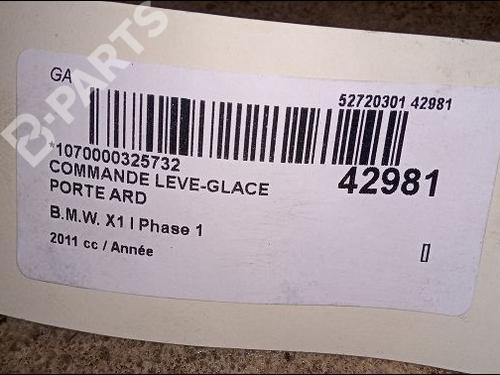 GA
52720301 42981
*1070000325732
COMMANDE LEVE-GLACE
PORTE ARD
42981
B.M.W. X1 I Phase 1
2011 cc / Année
[]
B-PARTS